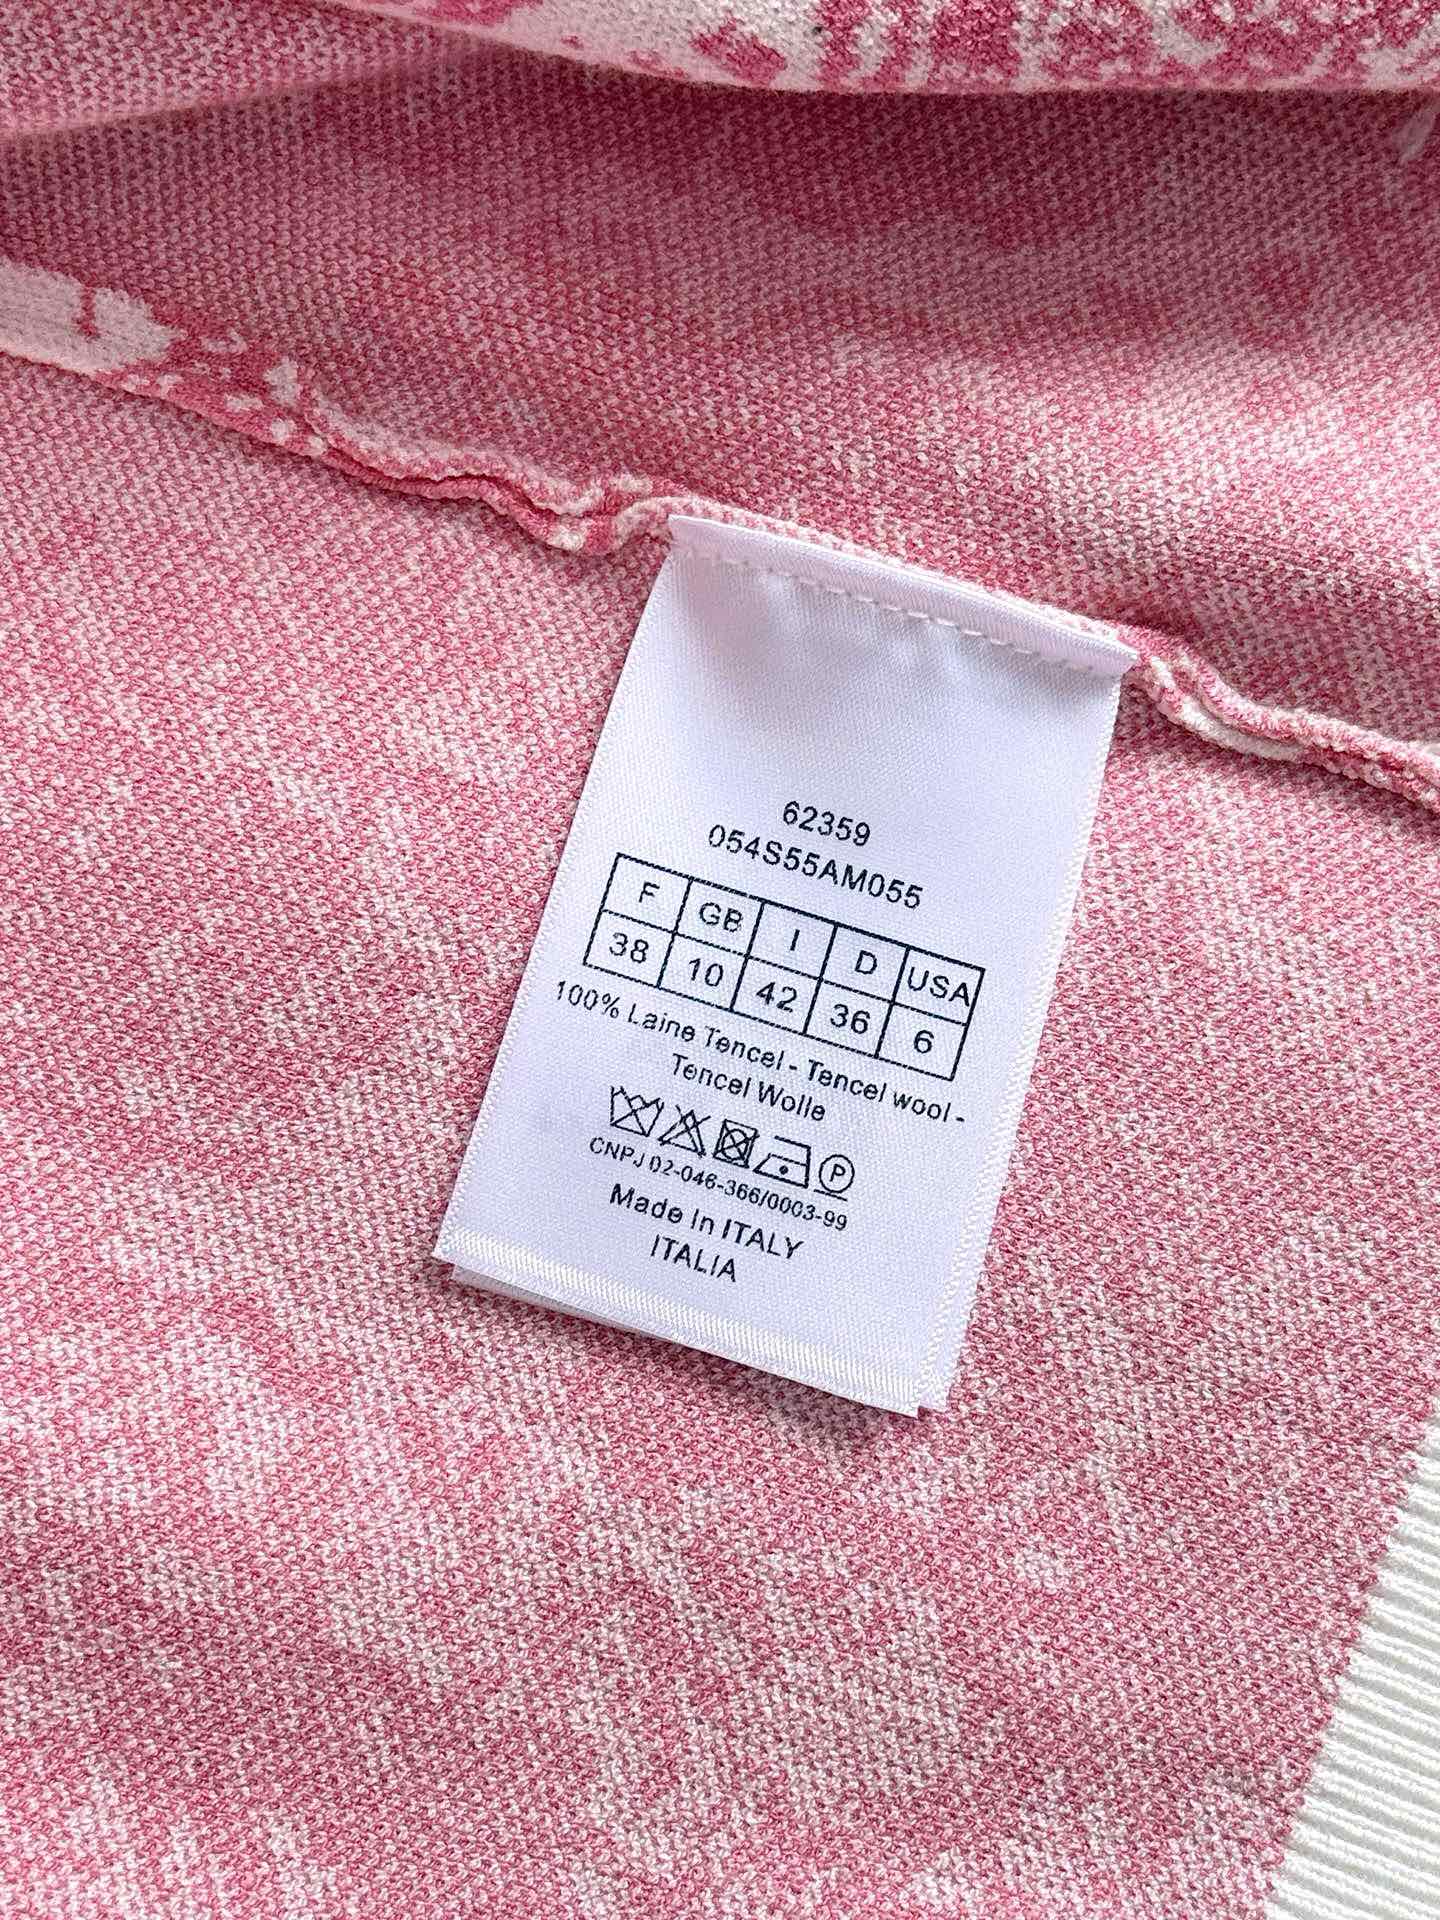 62359
054S55AM055
F GB I D USA
38 10 42 36 6
100% Laine Tencel - Tencel wool -
Tencel Wolle
P
CNPJ 02-046-366/0003-99
Made in ITALY
ITALIA